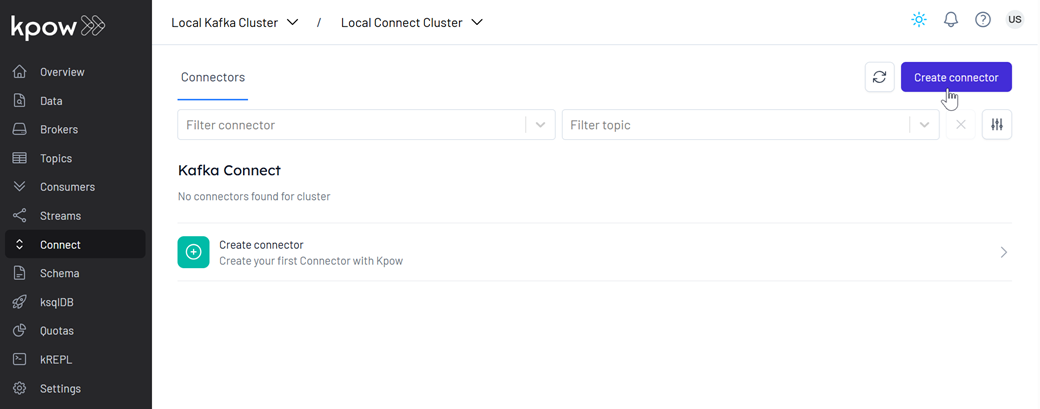 kpow
Local Kafka Cluster / Local Connect Cluster
US
Overview
Data
Brokers
Topics
Consumers
Streams
Connect
Schema
ksqlDB
Quotas
kREPL
Settings
Connectors
Create connector
Filter connector
Filter topic
Kafka Connect
No connectors found for cluster
Create connector
Create your first Connector with Kpow